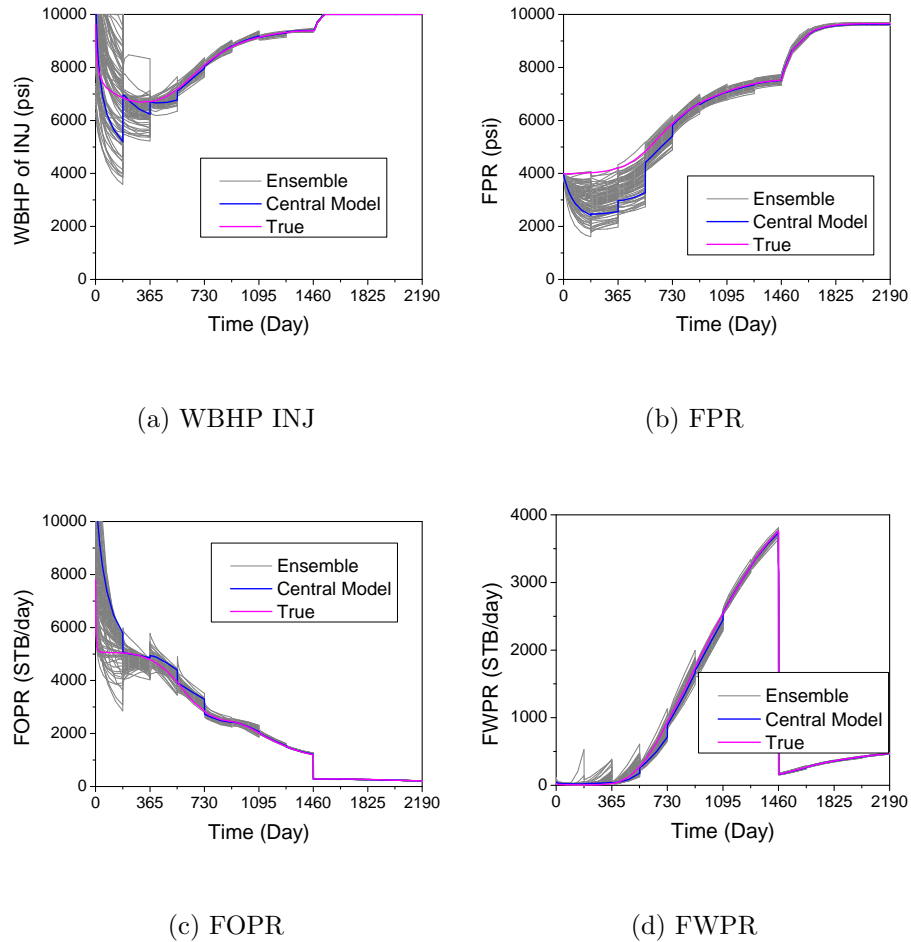 10000
8000
6000
4000
2000
0
WBHP of INJ (psi)
Ensemble
Central Model
True
0 365 730 1095 1460 1825 2190
Time (Day)
(a) WBHP INJ
10000
8000
6000
4000
2000
0
FPR (psi)
Ensemble
Central Model
True
0 365 730 1095 1460 1825 2190
Time (Day)
(b) FPR
10000
8000
6000
4000
2000
0
FOPR (STB/day)
Ensemble
Central Model
True
0 365 730 1095 1460 1825 2190
Time (Day)
(c) FOPR
4000
3000
2000
1000
0
FWPR (STB/day)
Ensemble
Central Model
True
0 365 730 1095 1460 1825 2190
Time (Day)
(d) FWPR